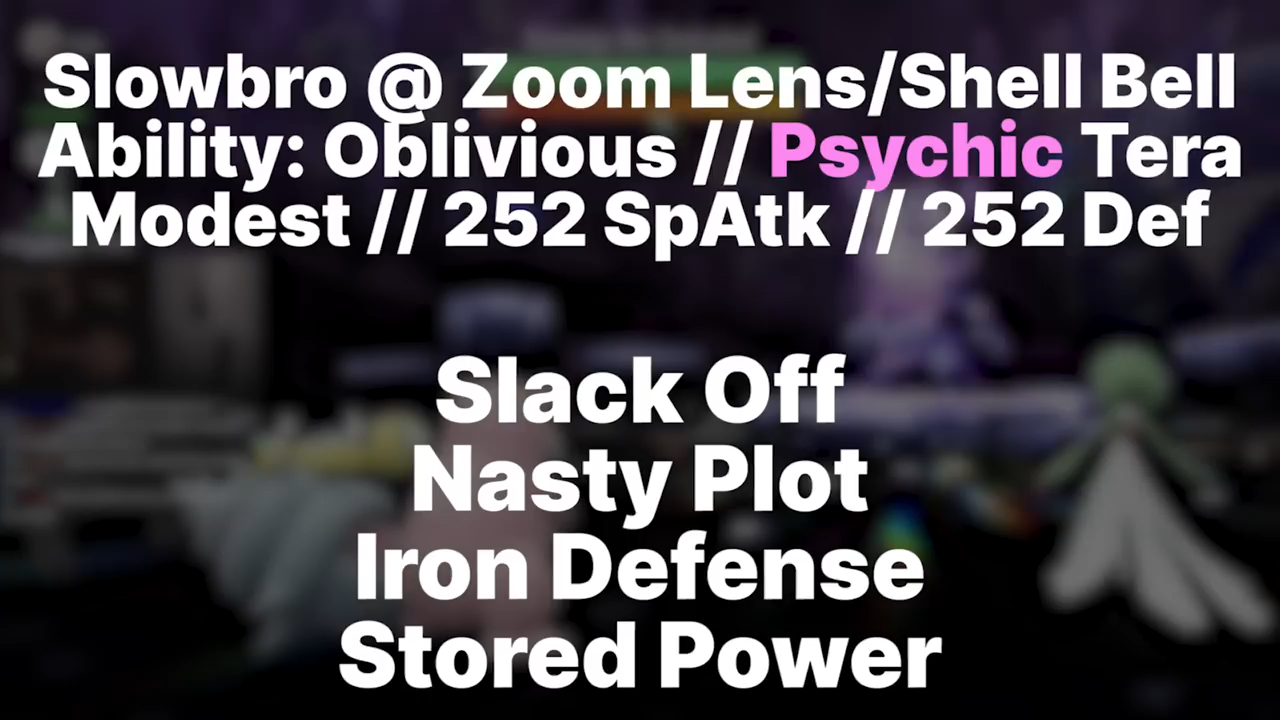 Slowbro @ Zoom Lens/Shell Bell
Ability: Oblivious // Psychic Tera
Modest // 252 SpAtk // 252 Def
Slack Off
Nasty Plot
Iron Defense
Stored Power